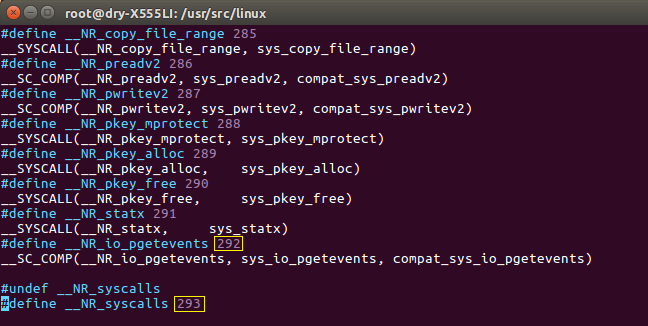 root@dry-X555LI: /usr/src/linux
#define __NR_copy_file_range 285
__SYSCALL(__NR_copy_file_range, sys_copy_file_range)
#define __NR_preadv2 286
__SC_COMP(__NR_preadv2, sys_preadv2, compat_sys_preadv2)
#define __NR_pwritev2 287
__SC_COMP(__NR_pwritev2, sys_pwritev2, compat_sys_pwritev2)
#define __NR_pkey_mprotect 288
__SYSCALL(__NR_pkey_mprotect, sys_pkey_mprotect)
#define __NR_pkey_alloc 289
__SYSCALL(__NR_pkey_alloc,    sys_pkey_alloc)
#define __NR_pkey_free 290
__SYSCALL(__NR_pkey_free,     sys_pkey_free)
#define __NR_statx 291
__SYSCALL(__NR_statx,     sys_statx)
#define __NR_io_pgetevents 292
__SC_COMP(__NR_io_pgetevents, sys_io_pgetevents, compat_sys_io_pgetevents)
#undef __NR_syscalls
#define __NR_syscalls 293